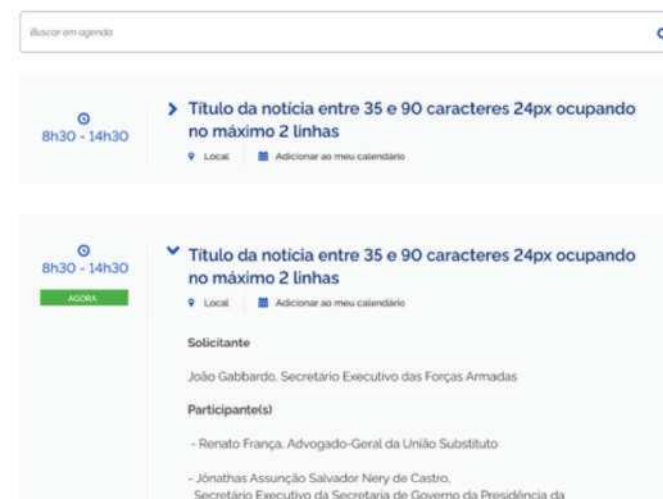 Buscar em agenda
8h30 - 14h30
Título da notícia entre 35 e 90 caracteres 24px ocupando
no máximo 2 linhas
Local
Adicionar ao meu calendário
8h30 - 14h30
AGORA
Título da notícia entre 35 e 90 caracteres 24px ocupando
no máximo 2 linhas
Local
Adicionar ao meu calendário
Solicitante
João Gabbardo, Secretário Executivo das Forças Armadas
Participante(s)
- Renato França, Advogado-Geral da União Substituto
- Jônathas Assunção Salvador Nery de Castro,
Secretário Executivo da Secretaria de Governo da Presidência da